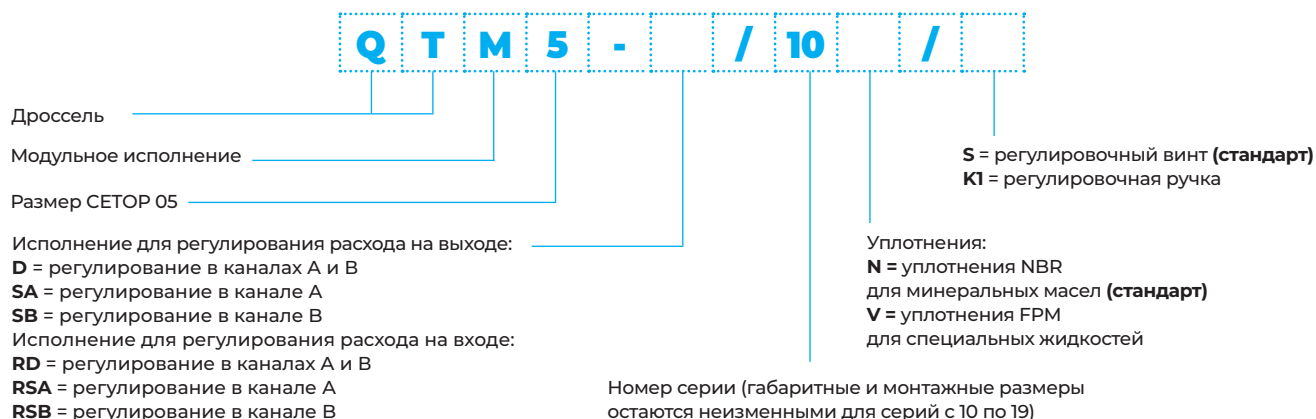 Q T M 5 - / 10 /
Дроссель
Модульное исполнение
Размер CETOP 05
Исполнение для регулирования расхода на выходе:
D = регулирование в каналах А и В
SA = регулирование в канале А
SB = регулирование в канале В
Исполнение для регулирования расхода на входе:
RD = регулирование в каналах А и В
RSA = регулирование в канале А
RSB = регулирование в канале В
Номер серии (габаритные и монтажные размеры
остаются неизменными для серий с 10 по 19)
Уплотнения:
N = уплотнения NBR
для минеральных масел (стандарт)
V = уплотнения FPM
для специальных жидкостей
S = регулировочный винт (стандарт)
K1 = регулировочная ручка